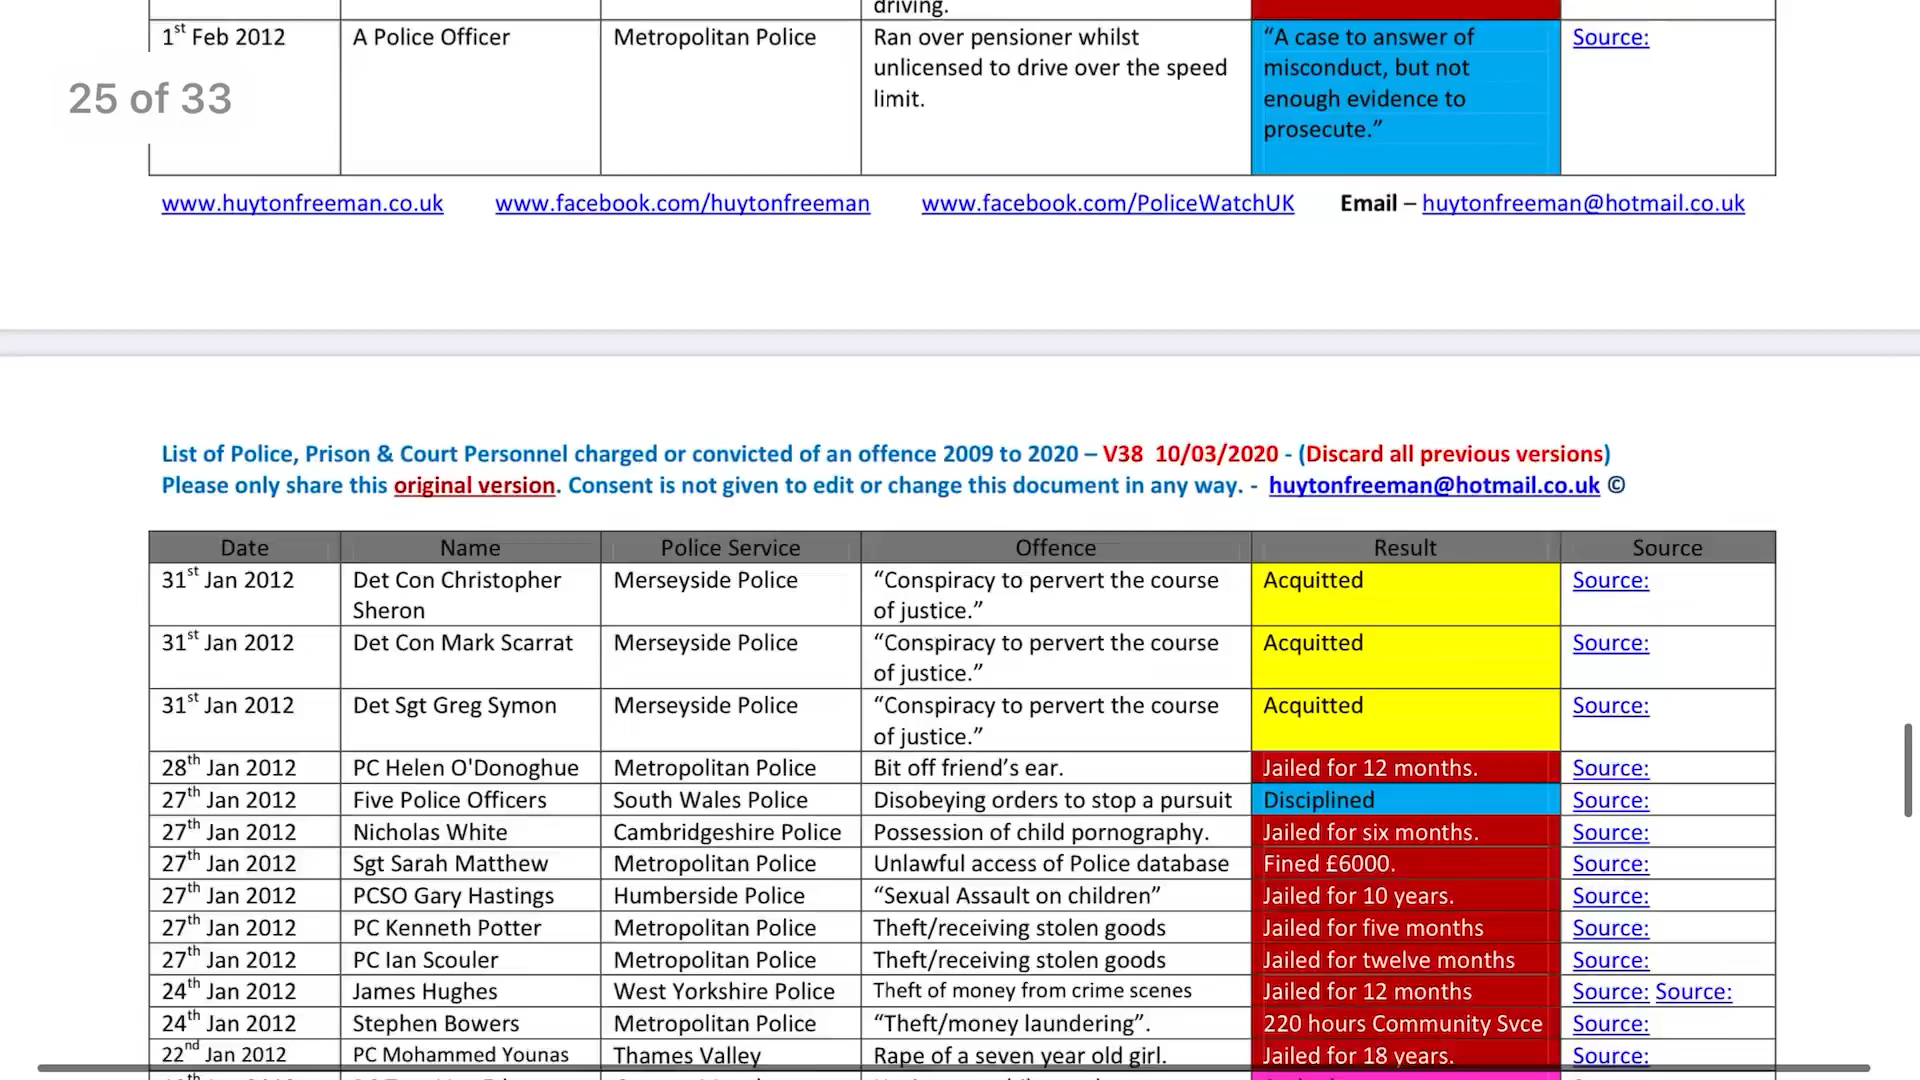 driving.
1st Feb 2012 A Police Officer Metropolitan Police Ran over pensioner whilst “A case to answer of Source:
unlicensed to drive over the speed misconduct, but not
25 of 33 limit. enough evidence to
prosecute.”
www.huytonfreeman.co.uk www.facebook.com/huytonfreeman www.facebook.com/PoliceWatchUK Email – huytonfreeman@hotmail.co.uk
List of Police, Prison & Court Personnel charged or convicted of an offence 2009 to 2020 – V38 10/03/2020 - (Discard all previous versions)
Please only share this original version. Consent is not given to edit or change this document in any way. - huytonfreeman@hotmail.co.uk ©
Date Name Police Service Offence Result Source
31st Jan 2012 Det Con Christopher Merseyside Police “Conspiracy to pervert the course Acquitted Source:
Sheron of justice.”
31st Jan 2012 Det Con Mark Scarrat Merseyside Police “Conspiracy to pervert the course Acquitted Source:
of justice.”
31st Jan 2012 Det Sgt Greg Symon Merseyside Police “Conspiracy to pervert the course Acquitted Source:
of justice.”
28th Jan 2012 PC Helen O'Donoghue Metropolitan Police Bit off friend’s ear. Jailed for 12 months. Source:
27th Jan 2012 Five Police Officers South Wales Police Disobeying orders to stop a pursuit Disciplined Source:
27th Jan 2012 Nicholas White Cambridgeshire Police Possession of child pornography. Jailed for six months. Source:
27th Jan 2012 Sgt Sarah Matthew Metropolitan Police Unlawful access of Police database Fined £6000. Source:
27th Jan 2012 PCSO Gary Hastings Humberside Police “Sexual Assault on children” Jailed for 10 years. Source:
27th Jan 2012 PC Kenneth Potter Metropolitan Police Theft/receiving stolen goods Jailed for five months Source:
27th Jan 2012 PC Ian Scouler Metropolitan Police Theft/receiving stolen goods Jailed for twelve months Source:
24th Jan 2012 James Hughes West Yorkshire Police Theft of money from crime scenes Jailed for 12 months Source: Source:
24th Jan 2012 Stephen Bowers Metropolitan Police “Theft/money laundering”. 220 hours Community Svce Source:
22nd Jan 2012 PC Mohammed Younas Thames Valley Rape of a seven year old girl. Jailed for 18 years. Source: